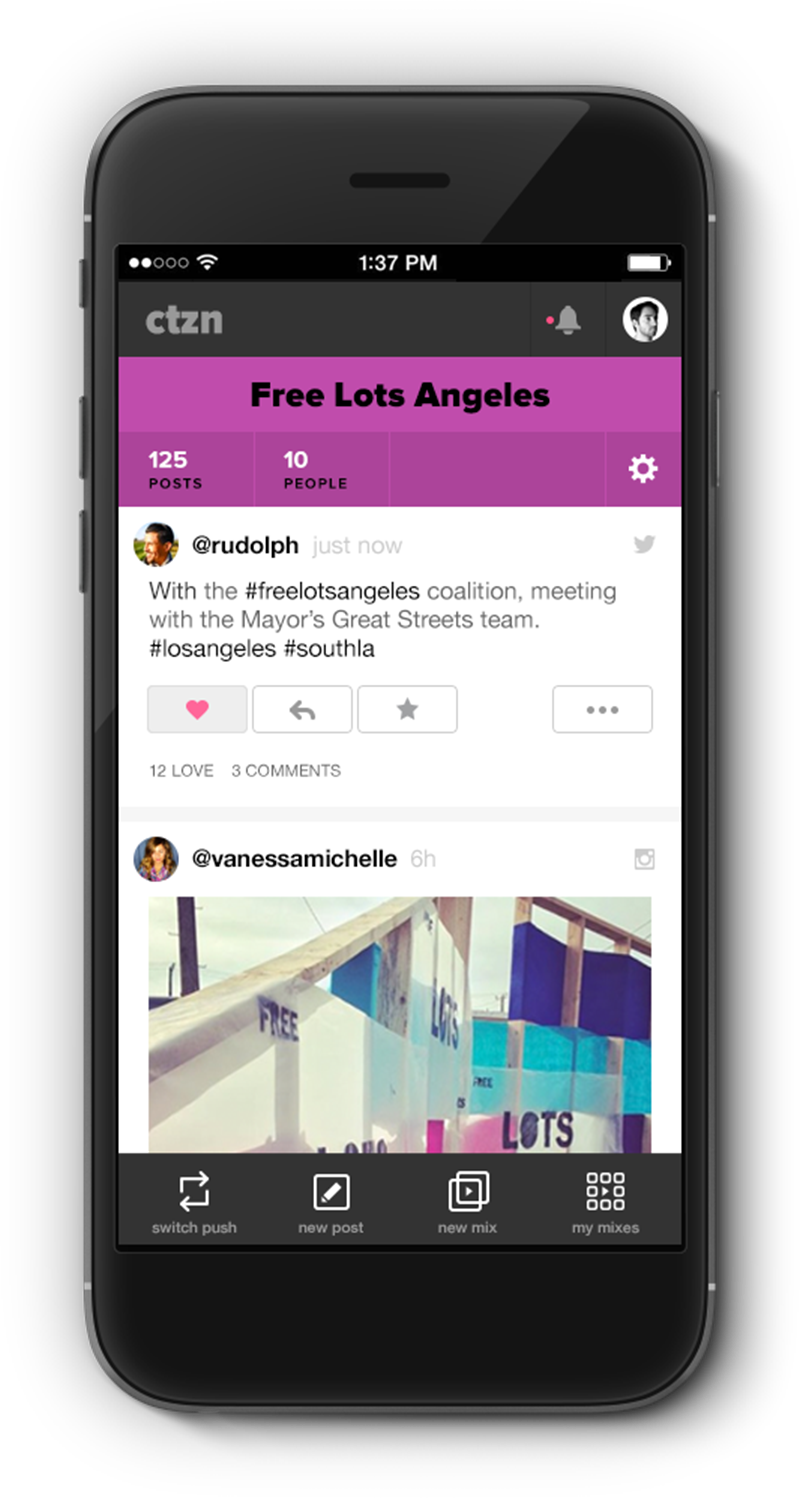 1:37 PM
ctzn
Free Lots Angeles
125 10
POSTS PEOPLE
@rudolph just now
With the #freelotsangeles coalition, meeting
with the Mayor’s Great Streets team.
#losangeles #southla
12 LOVE 3 COMMENTS
@vanessamichelle 6h
FREE
LOTS
FREE
LOTS
switch push new post new mix my mixes